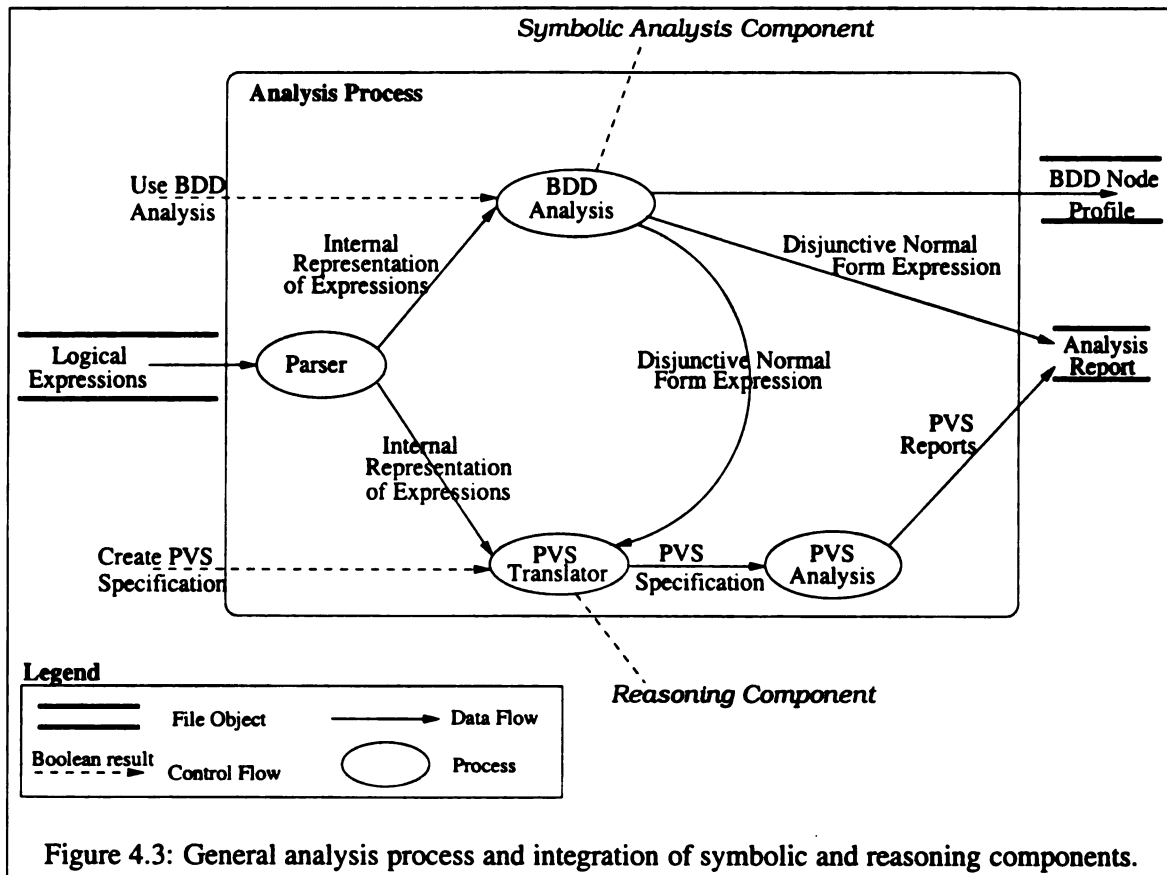 Symbolic Analysis Component
Analysis Process
Use BDD
Analysis
BDD
Analysis
BDD Node
Profile
Internal
Representation
of Expressions
Disjunctive Normal
Form Expression
Logical
Expressions
Parser
Disjunctive Normal
Form Expression
Analysis
Report
Internal
Representation
of Expressions
PVS
Reports
Create PVS
Specification
PVS
Translator
PVS
Specification
PVS
Analysis
Reasoning Component
Legend
File Object
Data Flow
Boolean result
Control Flow
Process
Figure 4.3: General analysis process and integration of symbolic and reasoning components.